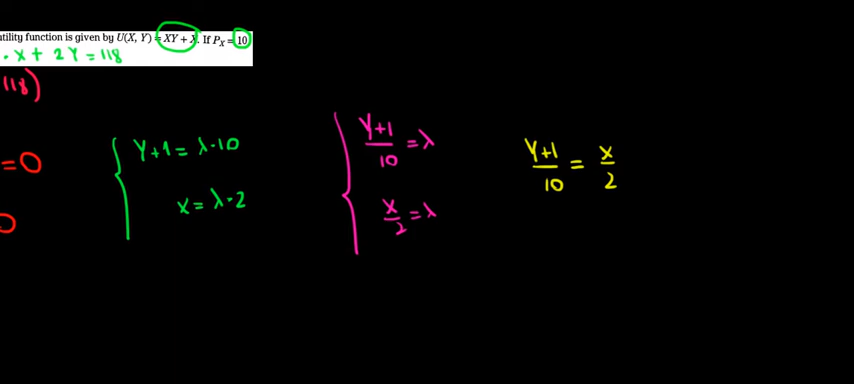 utility function is given by U(X, Y) = XY + X. If P_X = 10
· X + 2Y = 118
118)
= 0
0
Y+1 = λ·10
x = λ·2
Y+1/10 = λ
x/2 = λ
Y+1/10 = x/2